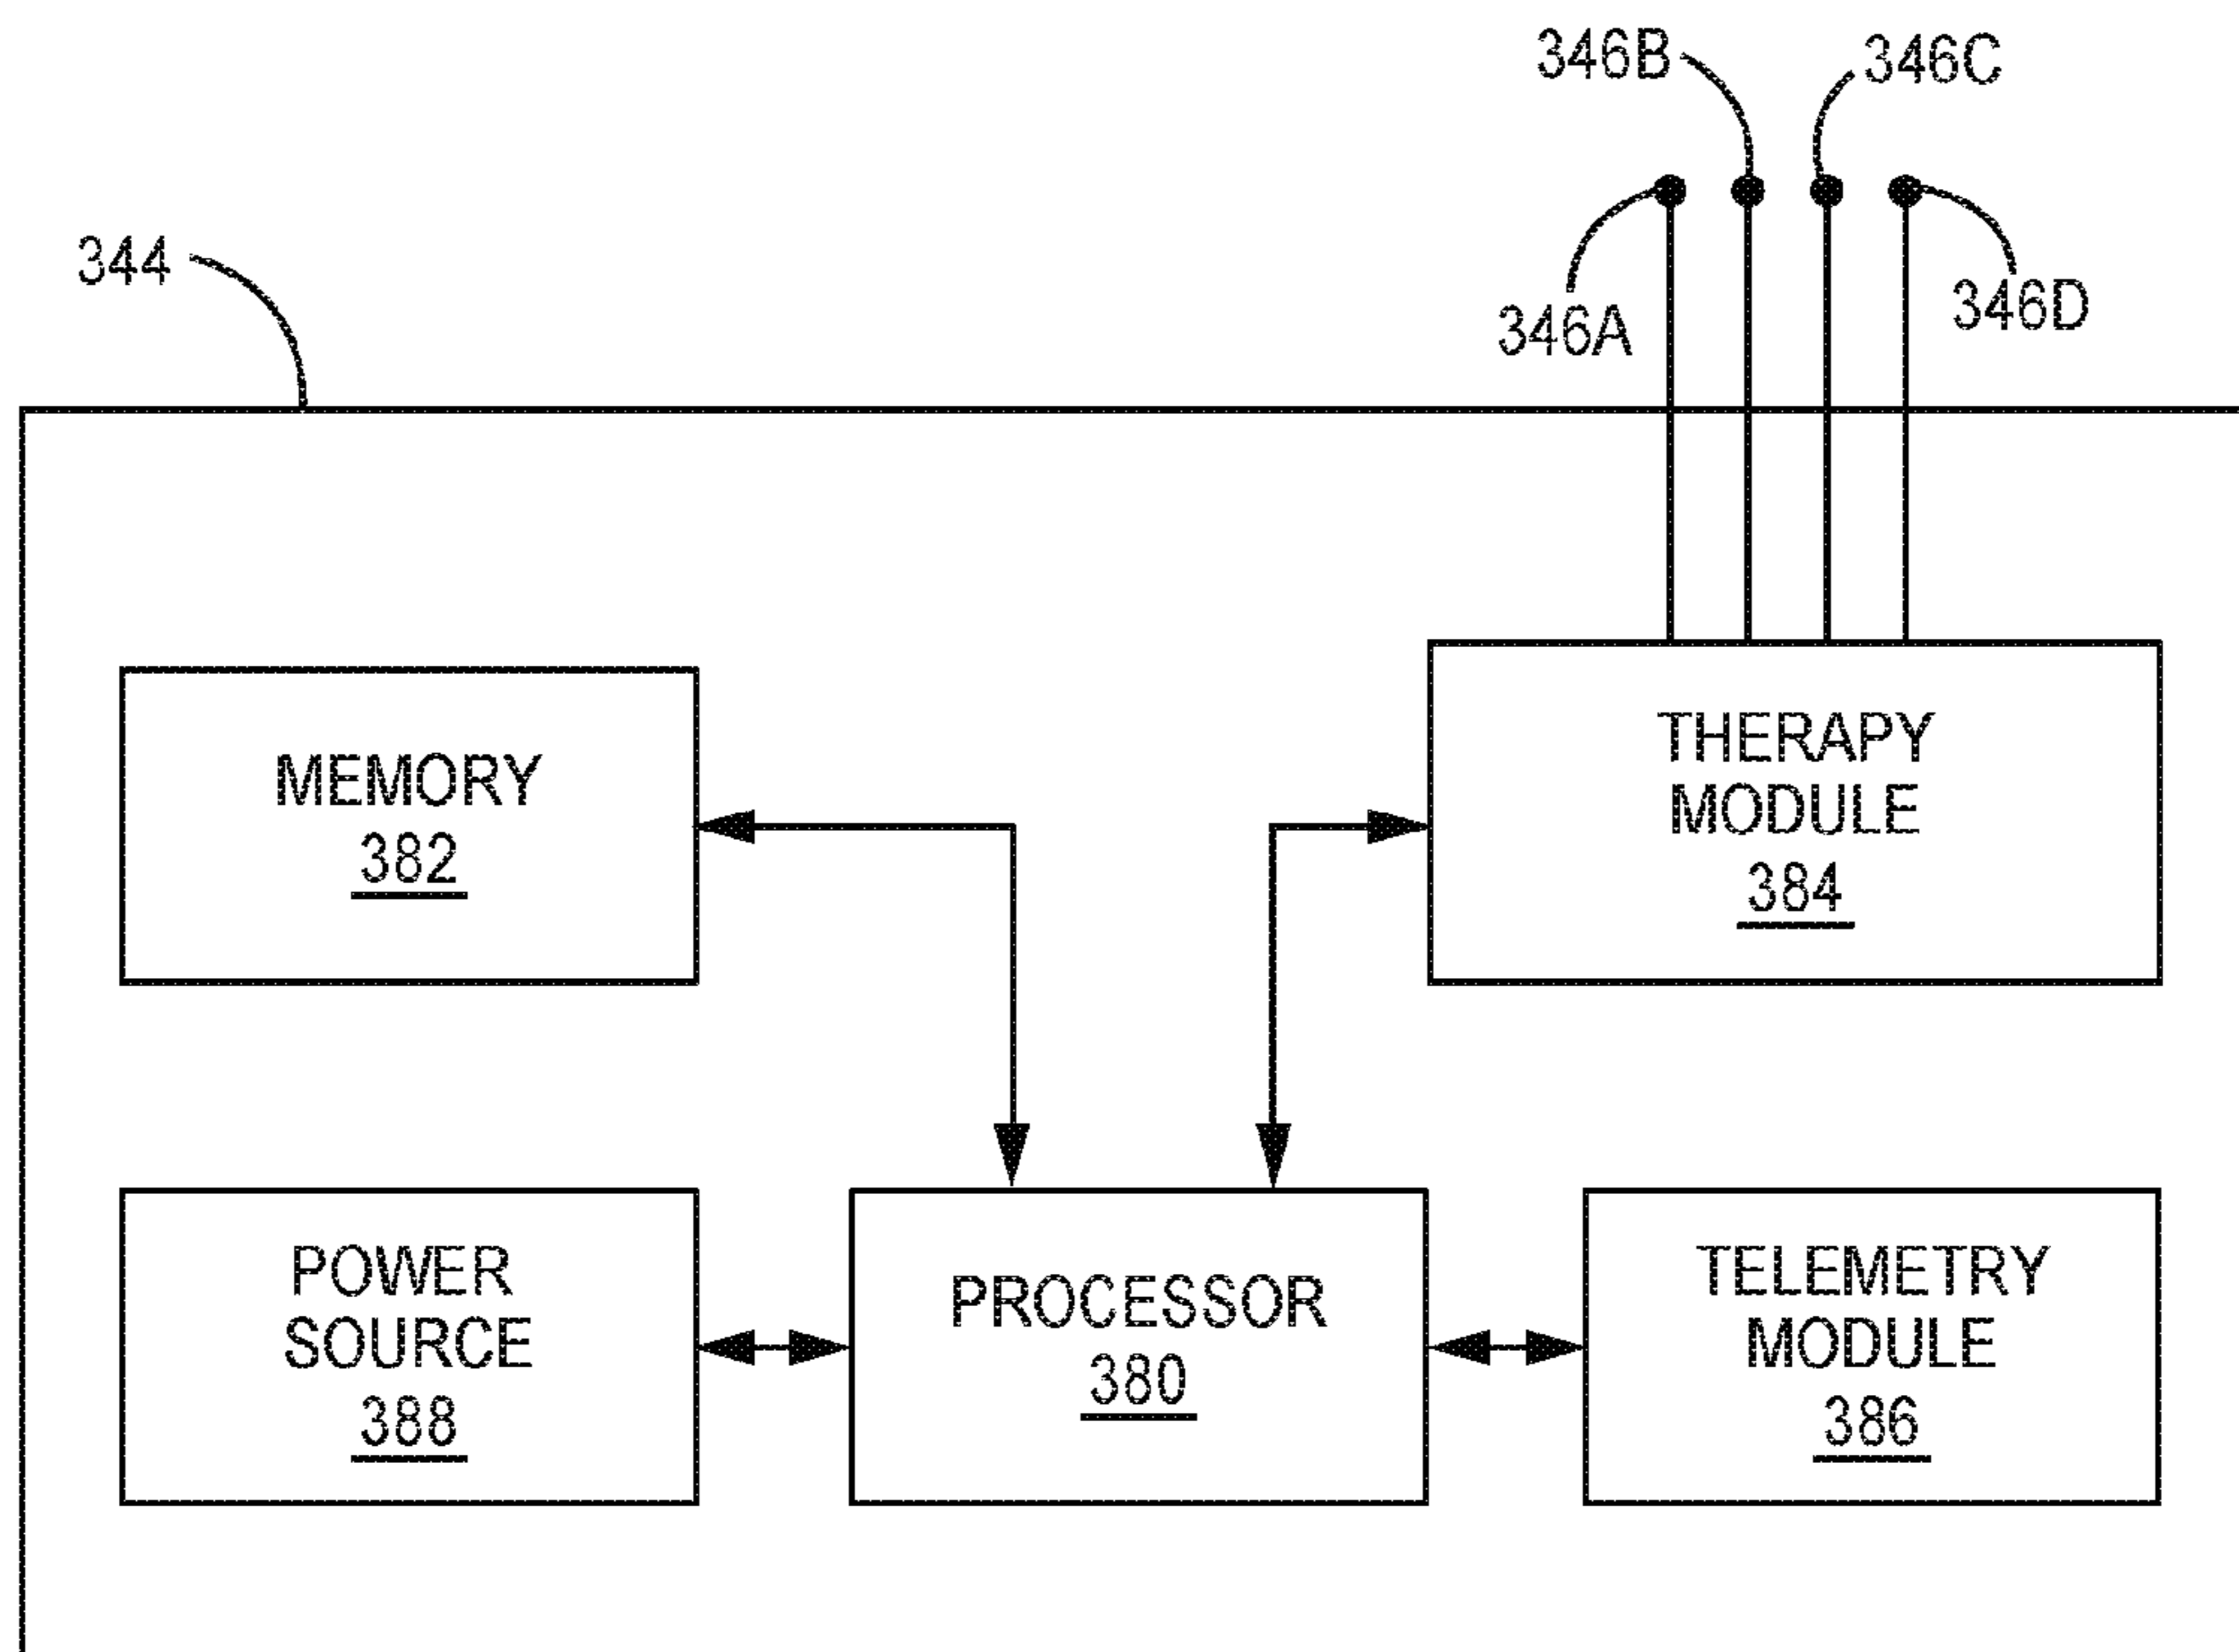 346B
346C
344
346A
346D
MEMORY
382
THERAPY
MODULE
384
POWER
SOURCE
388
PROCESSOR
380
TELEMETRY
MODULE
386